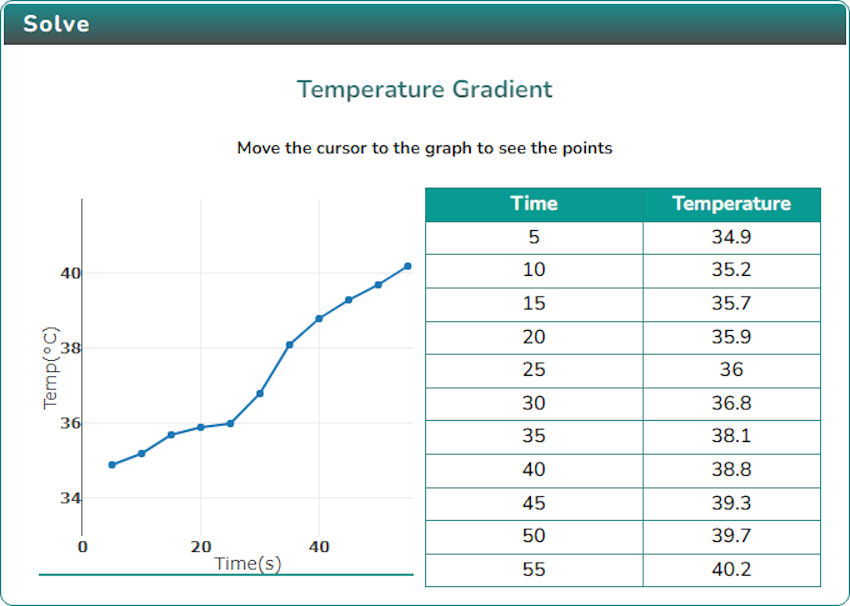 Solve
Temperature Gradient
Move the cursor to the graph to see the points
40
38
36
34
Temp(°C)
0 20 40
Time(s)
Time Temperature
5 34.9
10 35.2
15 35.7
20 35.9
25 36
30 36.8
35 38.1
40 38.8
45 39.3
50 39.7
55 40.2